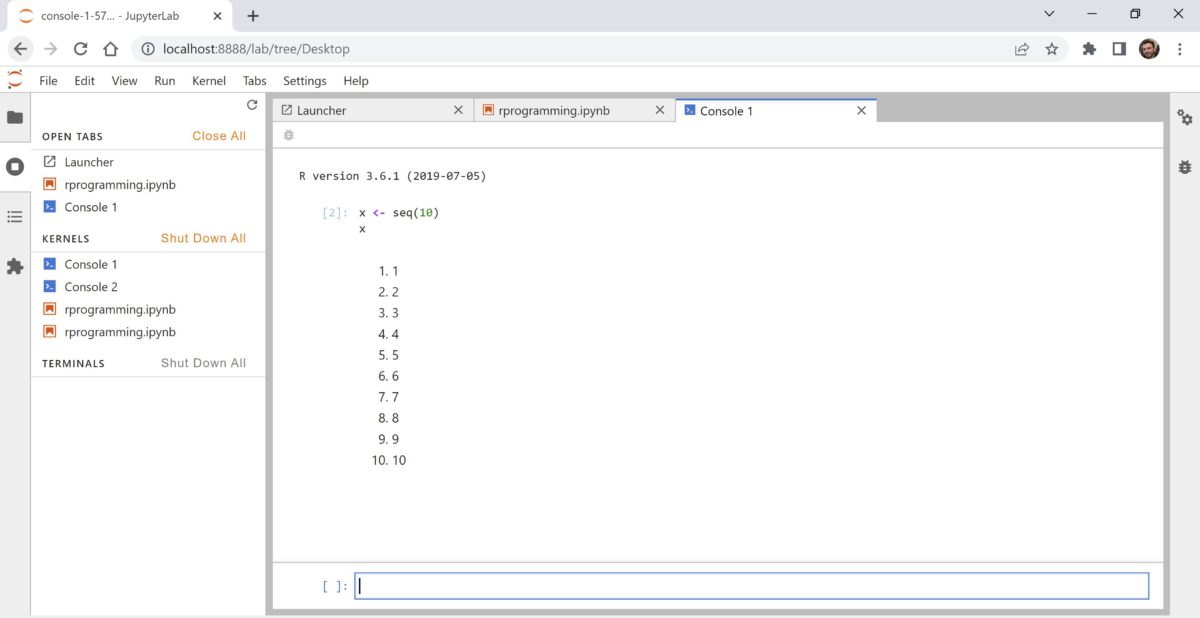 console-1-57... - JupyterLab
localhost:8888/lab/tree/Desktop
File Edit View Run Kernel Tabs Settings Help
OPEN TABS Close All
Launcher
rprogramming.ipynb
Console 1
KERNELS Shut Down All
Console 1
Console 2
rprogramming.ipynb
rprogramming.ipynb
TERMINALS Shut Down All
Launcher rprogramming.ipynb Console 1
R version 3.6.1 (2019-07-05)
[2]: x <- seq(10)
x
1. 1
2. 2
3. 3
4. 4
5. 5
6. 6
7. 7
8. 8
9. 9
10. 10
[ ]: